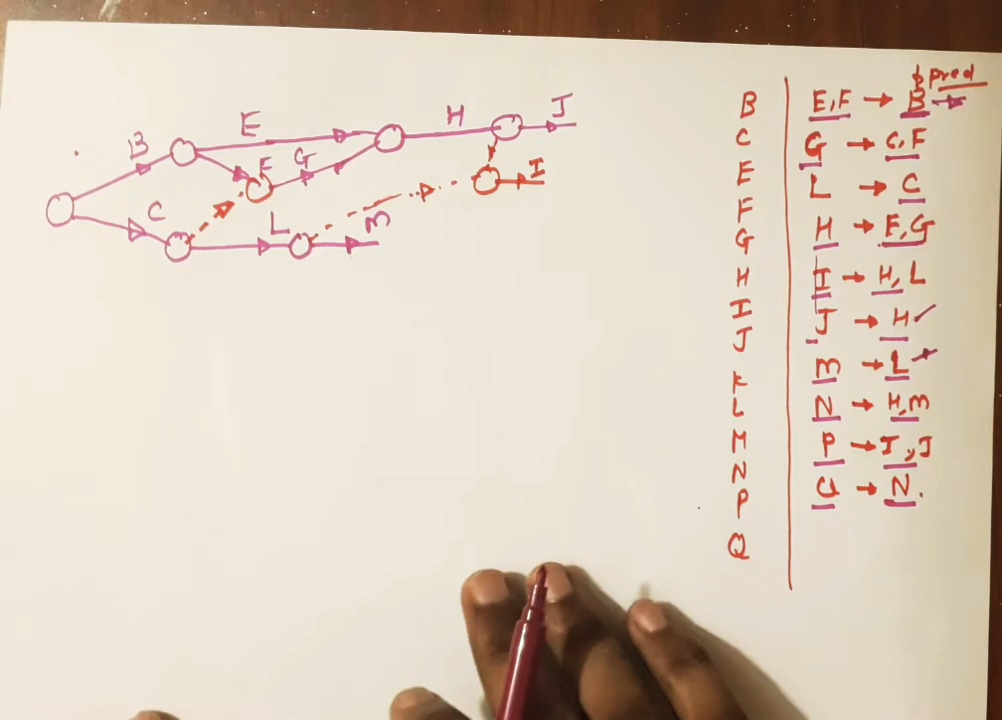 B
E
F
G
H
J
I
C
L
M
B
C
E
F
G
H
I
J
K
L
M
N
P
Q
pred
E,F → B
G → C,F
L → C
H → E,G
I → H,L
J → H ✓
M → L
N → H,M
P → I,J
Q → N.